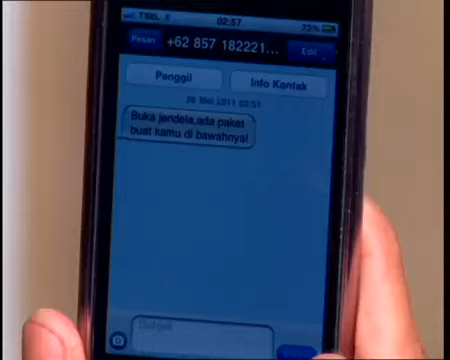 TSEL
02:57
73%
Pesan
+62 857 182221...
Edit
Panggil
Info Kontak
28 Mei 2011 02:51
Buka jendela,ada paket
buat kamu di bawahnya!
Subjek